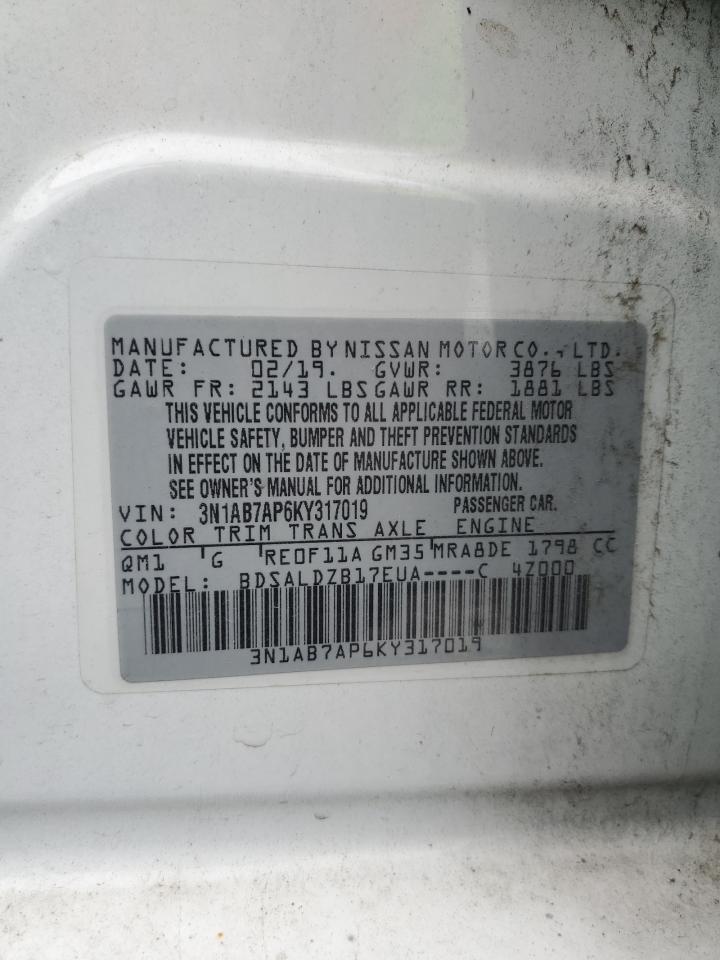 MANUFACTURED BY NISSAN MOTOR CO., LTD.
DATE: 02/19. GVWR: 3876 LBS
GAWR FR: 2143 LBS GAWR RR: 1881 LBS
THIS VEHICLE CONFORMS TO ALL APPLICABLE FEDERAL MOTOR
VEHICLE SAFETY, BUMPER AND THEFT PREVENTION STANDARDS
IN EFFECT ON THE DATE OF MANUFACTURE SHOWN ABOVE.
SEE OWNER'S MANUAL FOR ADDITIONAL INFORMATION.
VIN: 3N1AB7AP6KY317019 PASSENGER CAR.
COLOR TRIM TRANS AXLE ENGINE
QM1 G RE0F11A GM35 MRA8DE 1798 CC
MODEL: BDSALDZB17EUA----C 4Z000
3N1AB7AP6KY317019